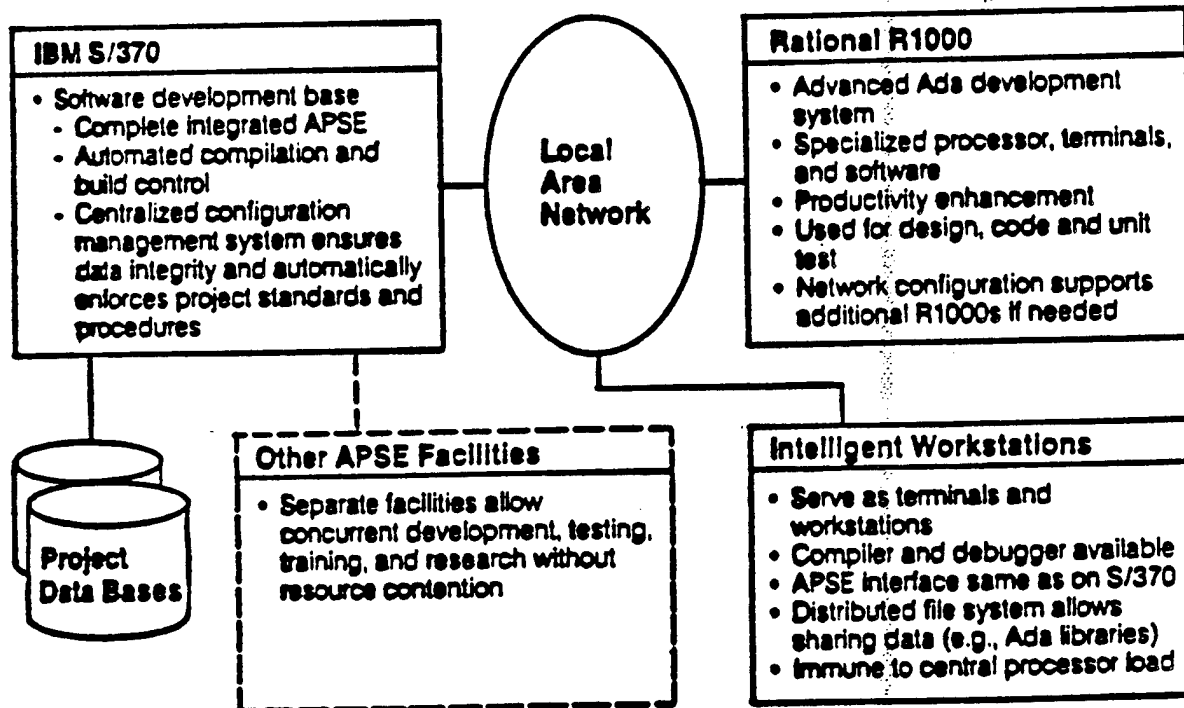 IBM S/370
• Software development base
- Complete integrated APSE
- Automated compilation and
build control
- Centralized configuration
management system ensures
data integrity and automatically
enforces project standards and
procedures
Local
Area
Network
Rational R1000
• Advanced Ada development
system
• Specialized processor, terminals,
and software
• Productivity enhancement
• Used for design, code and unit
test
• Network configuration supports
additional R1000s if needed
Project
Data Bases
Other APSE Facilities
• Separate facilities allow
concurrent development, testing,
training, and research without
resource contention
Intelligent Workstations
• Serve as terminals and
workstations
• Compiler and debugger available
• APSE interface same as on S/370
• Distributed file system allows
sharing data (e.g., Ada libraries)
• Immune to central processor load